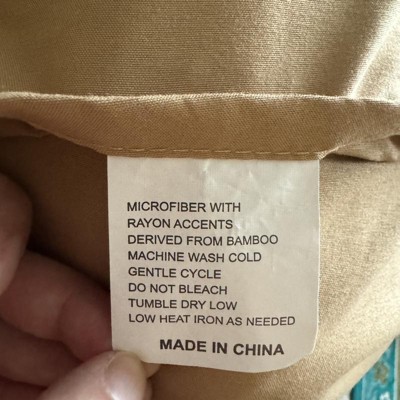 MICROFIBER WITH
RAYON ACCENTS
DERIVED FROM BAMBOO
MACHINE WASH COLD
GENTLE CYCLE
DO NOT BLEACH
TUMBLE DRY LOW
LOW HEAT IRON AS NEEDED
MADE IN CHINA